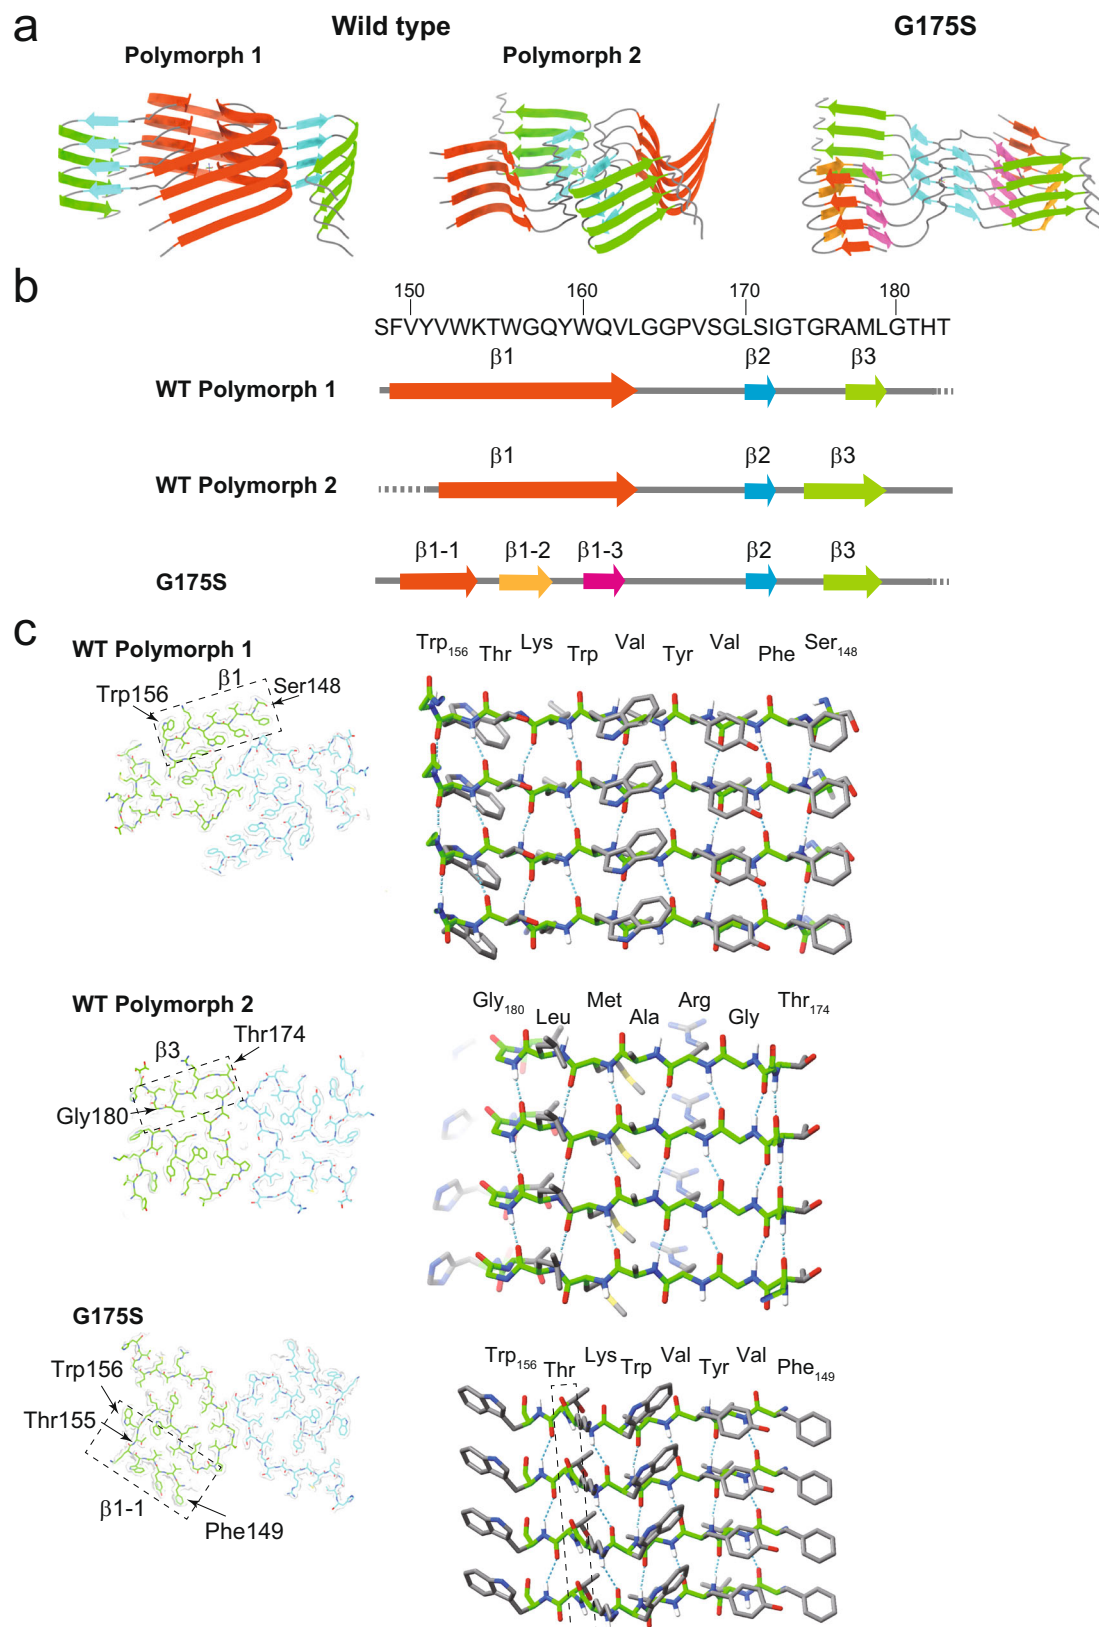 a
Wild type
G175S
Polymorph 1
Polymorph 2
b
150 160 170 180
SFVYVWKTWGQYWQVLGGPVSGLSIGTGRAMLGTHT
β1 β2 β3
WT Polymorph 1
β1 β2 β3
WT Polymorph 2
β1-1 β1-2 β1-3 β2 β3
G175S
c
WT Polymorph 1
Trp156 β1 Ser148
Trp156 Thr Lys Trp Val Tyr Val Phe Ser148
WT Polymorph 2
β3 Thr174
Gly180
Gly180 Leu Met Ala Arg Gly Thr174
G175S
Trp156
Thr155
β1-1
Phe149
Trp156 Thr Lys Trp Val Tyr Val Phe149